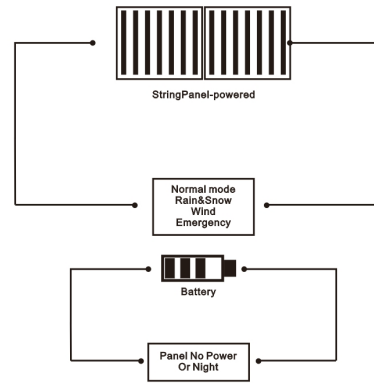 StringPanel-powered
Normal mode
Rain&Snow
Wind
Emergency
Battery
Panel No Power
Or Night